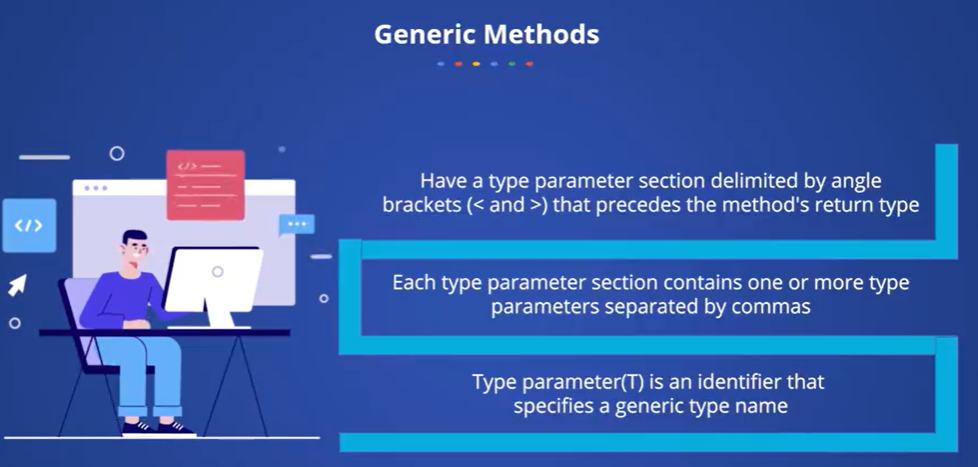 Generic Methods
Have a type parameter section delimited by angle
brackets (< and >) that precedes the method's return type
Each type parameter section contains one or more type
parameters separated by commas
Type parameter(T) is an identifier that
specifies a generic type name
</>
</>